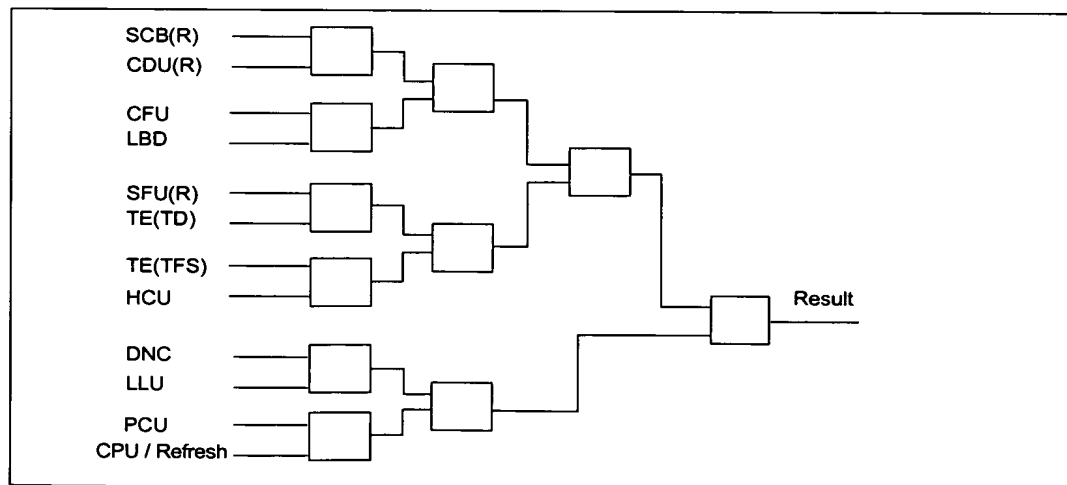 SCB(R)
CDU(R)
CFU
LBD
SFU(R)
TE(TD)
TE(TFS)
HCU
Result
DNC
LLU
PCU
CPU / Refresh